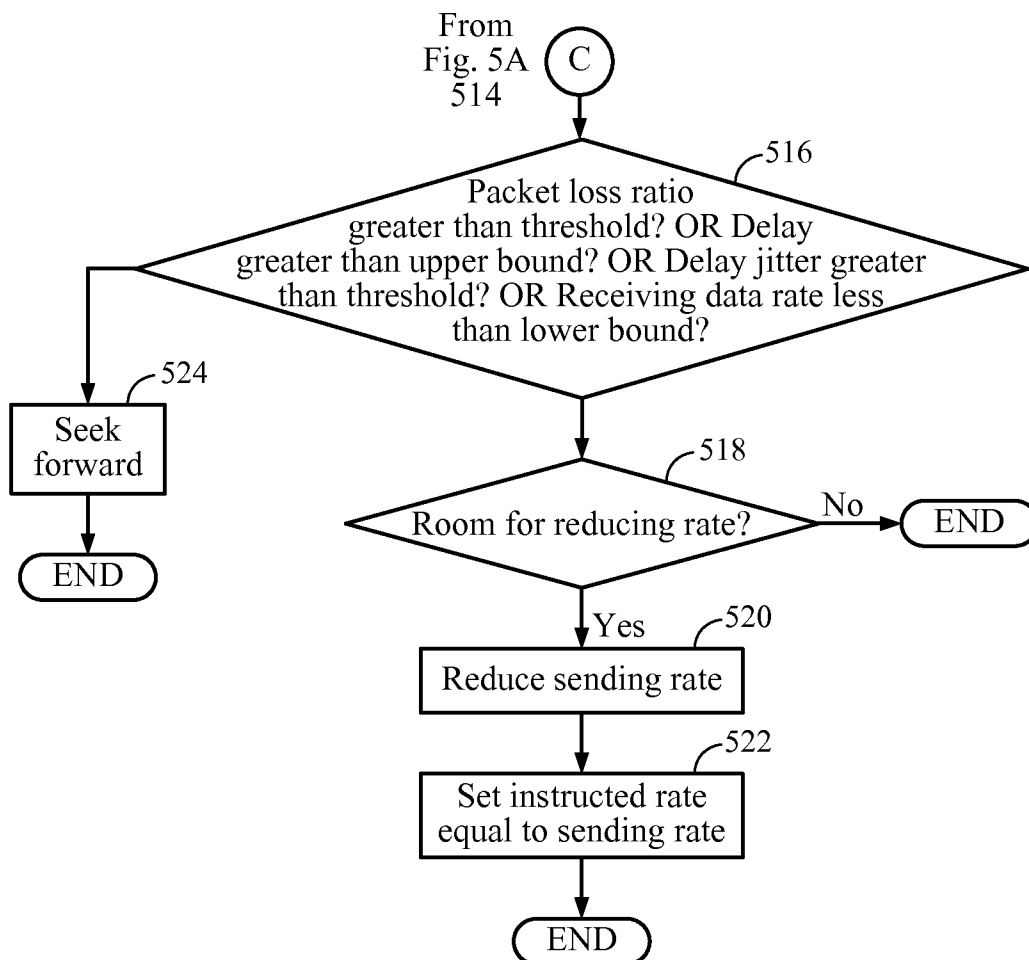 From
Fig. 5A
514
C
516
Packet loss ratio
greater than threshold? OR Delay
greater than upper bound? OR Delay jitter greater
than threshold? OR Receiving data rate less
than lower bound?
524
Seek
forward
END
518
Room for reducing rate?
No
END
Yes
520
Reduce sending rate
522
Set instructed rate
equal to sending rate
END